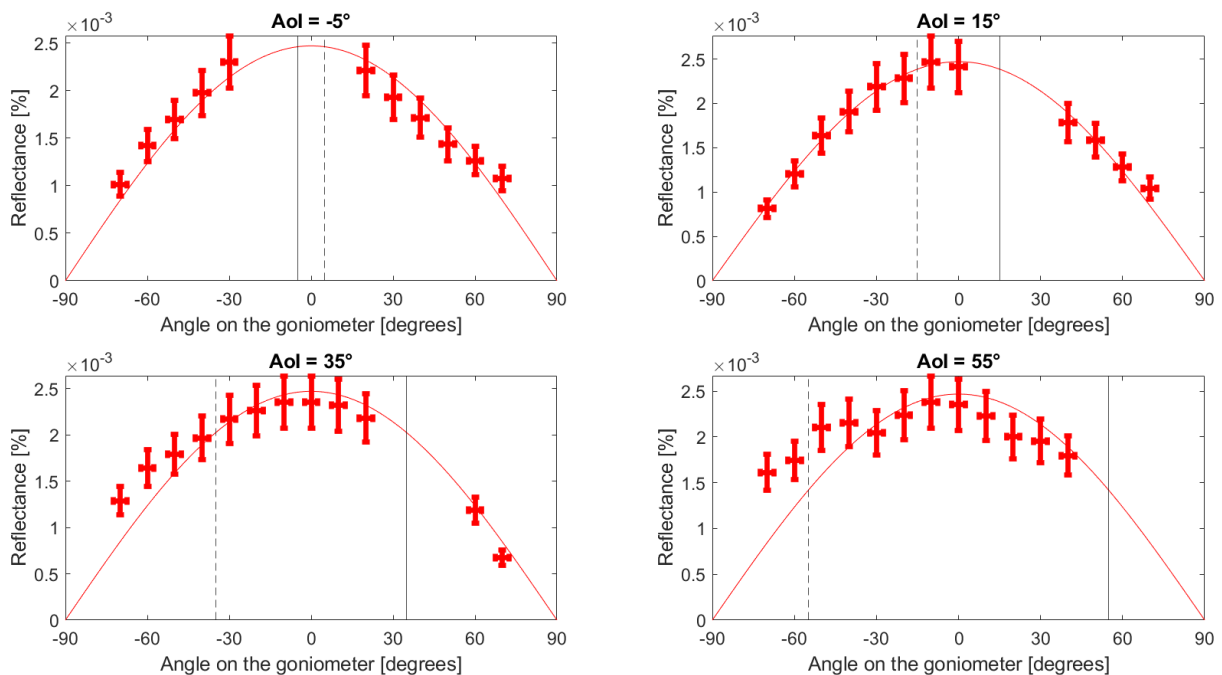 ×10⁻³
AoI = -5°
Reflectance [%]
2.5
2
1.5
1
0.5
0
-90 -60 -30 0 30 60 90
Angle on the goniometer [degrees]
×10⁻³
AoI = 15°
Reflectance [%]
2.5
2
1.5
1
0.5
0
-90 -60 -30 0 30 60 90
Angle on the goniometer [degrees]
×10⁻³
AoI = 35°
Reflectance [%]
2.5
2
1.5
1
0.5
0
-90 -60 -30 0 30 60 90
Angle on the goniometer [degrees]
×10⁻³
AoI = 55°
Reflectance [%]
2.5
2
1.5
1
0.5
0
-90 -60 -30 0 30 60 90
Angle on the goniometer [degrees]